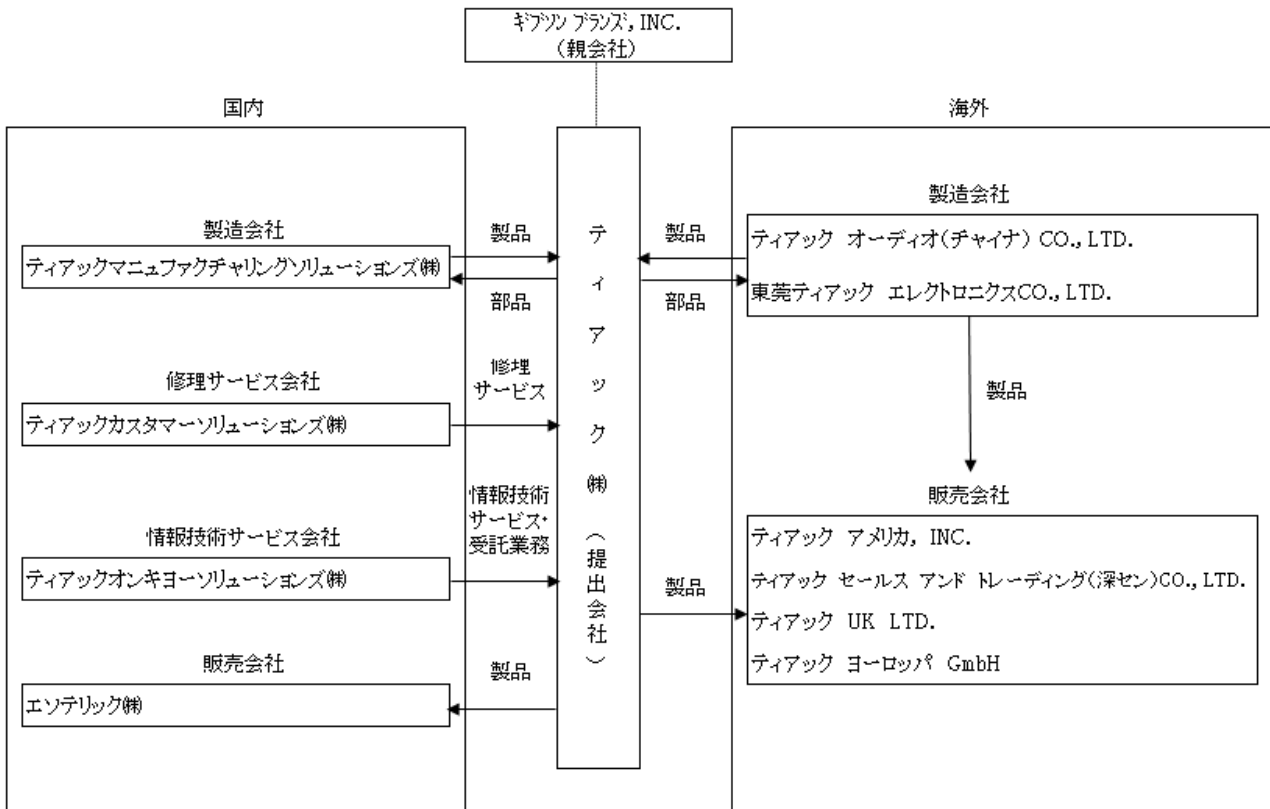 ギブソン ブランズ, INC.
(親会社)
国内
海外
製造会社
ティアックマニュファクチャリングソリューションズ㈱
製品
部品
修理サービス会社
ティアックカスタマーソリューションズ㈱
修理
サービス
情報技術サービス会社
ティアックオンキヨーソリューションズ㈱
情報技術
サービス・
受託業務
販売会社
エソテリック㈱
製品
ティアック㈱(提出会社)
製品
部品
製造会社
ティアック オーディオ(チャイナ) CO., LTD.
東莞ティアック エレクトロニクスCO., LTD.
製品
販売会社
製品
ティアック アメリカ, INC.
ティアック セールス アンド トレーディング(深セン)CO., LTD.
ティアック UK LTD.
ティアック ヨーロッパ GmbH